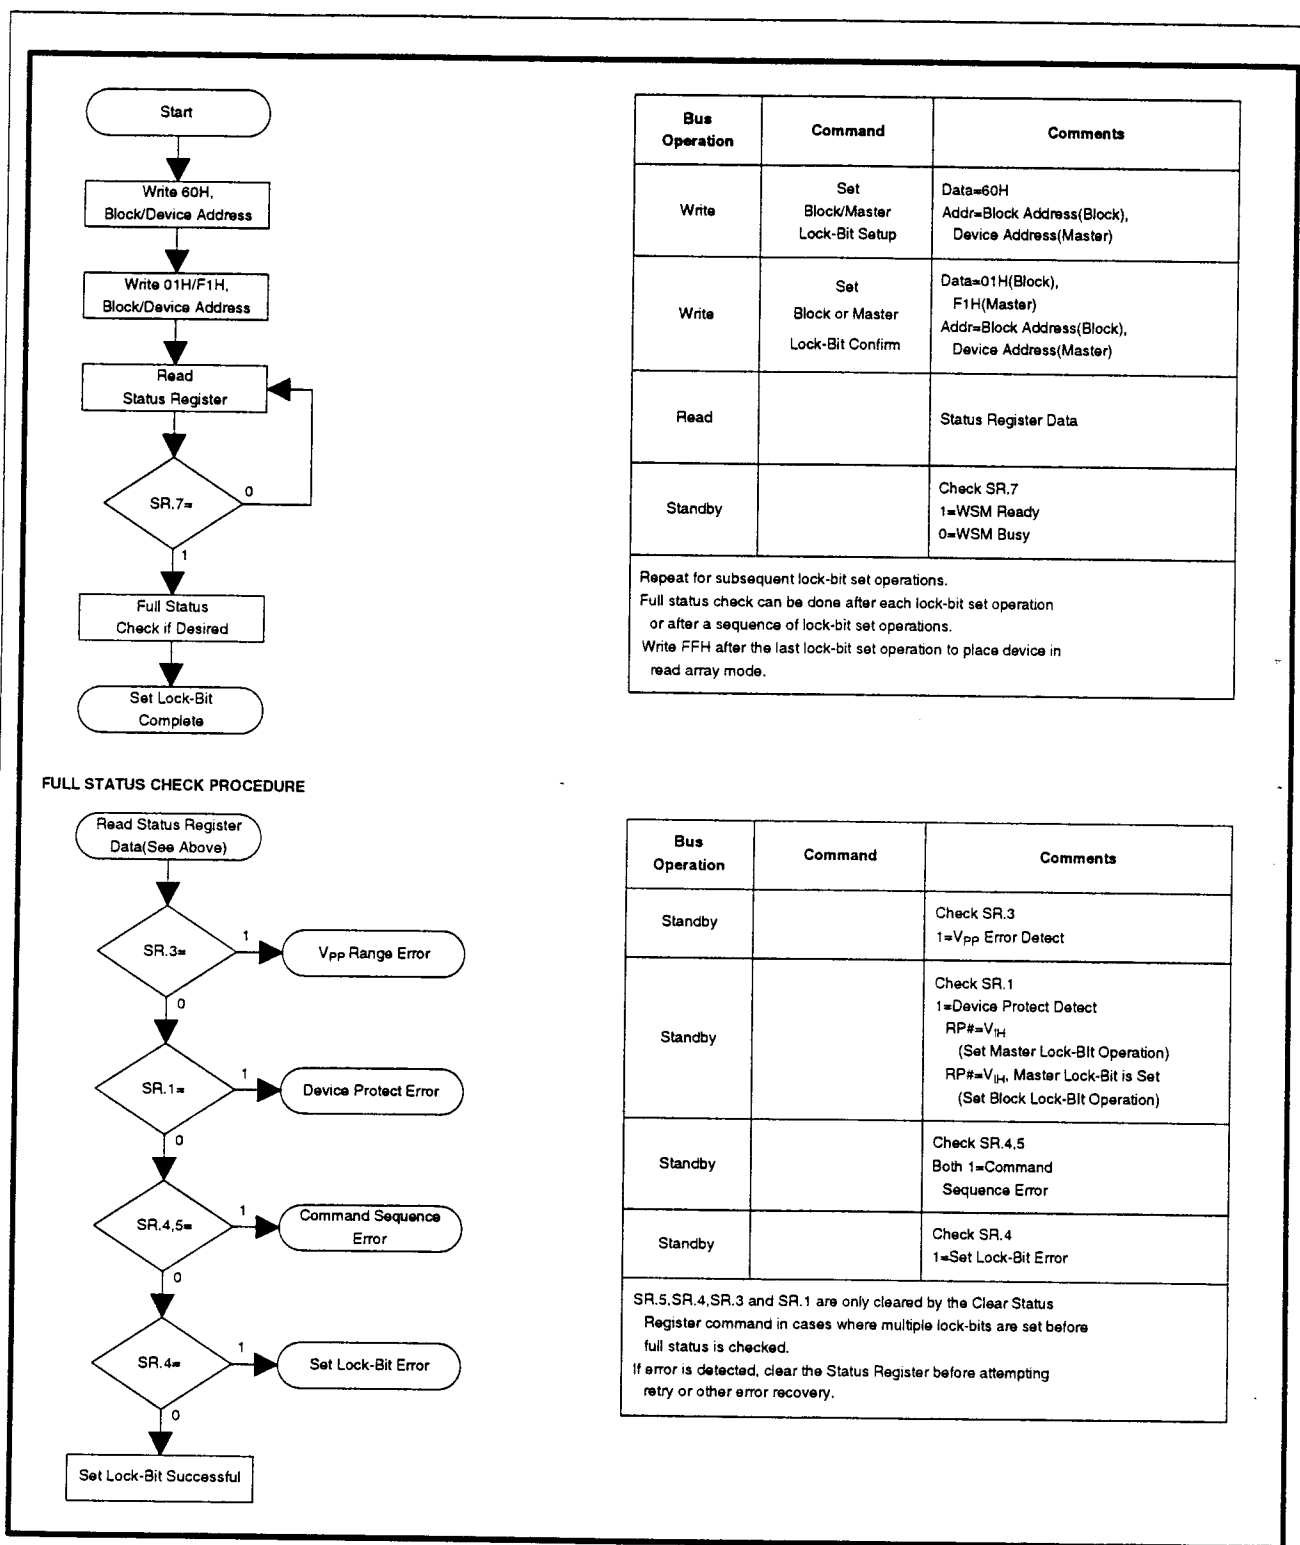 Start
Write 60H,
Block/Device Address
Write 01H/F1H,
Block/Device Address
Read
Status Register
SR.7=
0
1
Full Status
Check if Desired
Set Lock-Bit
Complete
Bus
Operation
Command
Comments
Write
Set
Block/Master
Lock-Bit Setup
Data=60H
Addr=Block Address(Block),
Device Address(Master)
Write
Set
Block or Master
Lock-Bit Confirm
Data=01H(Block),
F1H(Master)
Addr=Block Address(Block),
Device Address(Master)
Read
Status Register Data
Standby
Check SR.7
1=WSM Ready
0=WSM Busy
Repeat for subsequent lock-bit set operations.
Full status check can be done after each lock-bit set operation
or after a sequence of lock-bit set operations.
Write FFH after the last lock-bit set operation to place device in
read array mode.
FULL STATUS CHECK PROCEDURE
Read Status Register
Data(See Above)
SR.3=
1
VPP Range Error
0
SR.1=
1
Device Protect Error
0
SR.4,5=
1
Command Sequence
Error
0
SR.4=
1
Set Lock-Bit Error
0
Set Lock-Bit Successful
Bus
Operation
Command
Comments
Standby
Check SR.3
1=VPP Error Detect
Standby
Check SR.1
1=Device Protect Detect
RP#=VIH
(Set Master Lock-Bit Operation)
RP#=VIH, Master Lock-Bit is Set
(Set Block Lock-Bit Operation)
Standby
Check SR.4,5
Both 1=Command
Sequence Error
Standby
Check SR.4
1=Set Lock-Bit Error
SR.5,SR.4,SR.3 and SR.1 are only cleared by the Clear Status
Register command in cases where multiple lock-bits are set before
full status is checked.
If error is detected, clear the Status Register before attempting
retry or other error recovery.